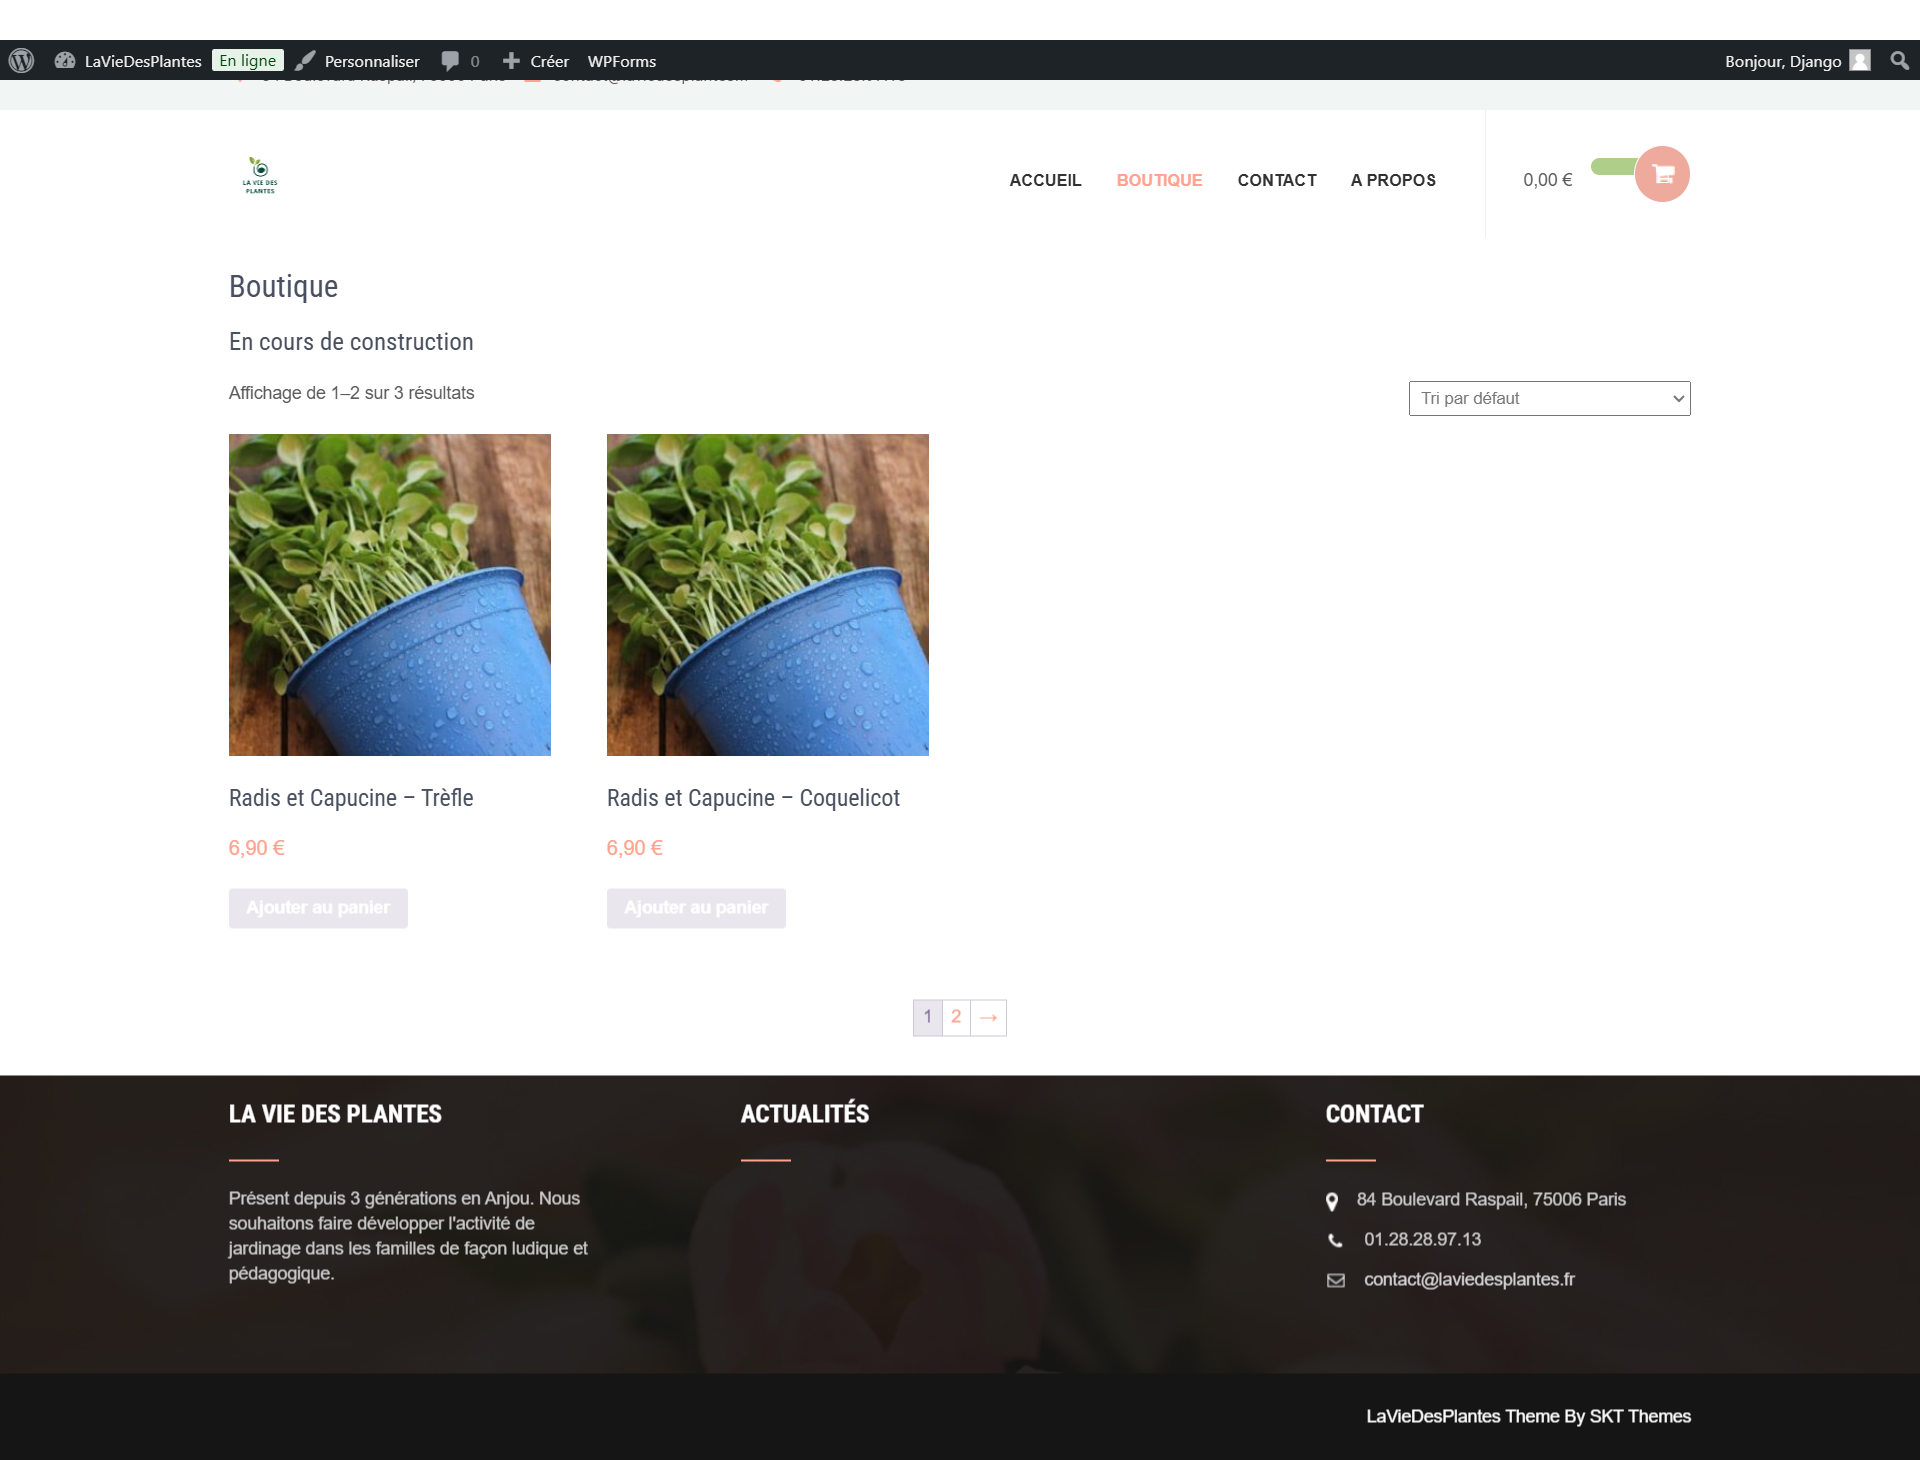 LaVieDesPlantes En ligne Personnaliser 0 Créer WPForms Bonjour, Django
LA VIE DES
PLANTES
ACCUEIL BOUTIQUE CONTACT A PROPOS 0,00 €
Boutique
En cours de construction
Affichage de 1–2 sur 3 résultats
Tri par défaut
Radis et Capucine – Trèfle
6,90 €
Ajouter au panier
Radis et Capucine – Coquelicot
6,90 €
Ajouter au panier
1 2 →
LA VIE DES PLANTES
Présent depuis 3 générations en Anjou. Nous
souhaitons faire développer l'activité de
jardinage dans les familles de façon ludique et
pédagogique.
ACTUALITÉS
CONTACT
84 Boulevard Raspail, 75006 Paris
01.28.28.97.13
contact@laviedesplantes.fr
LaVieDesPlantes Theme By SKT Themes